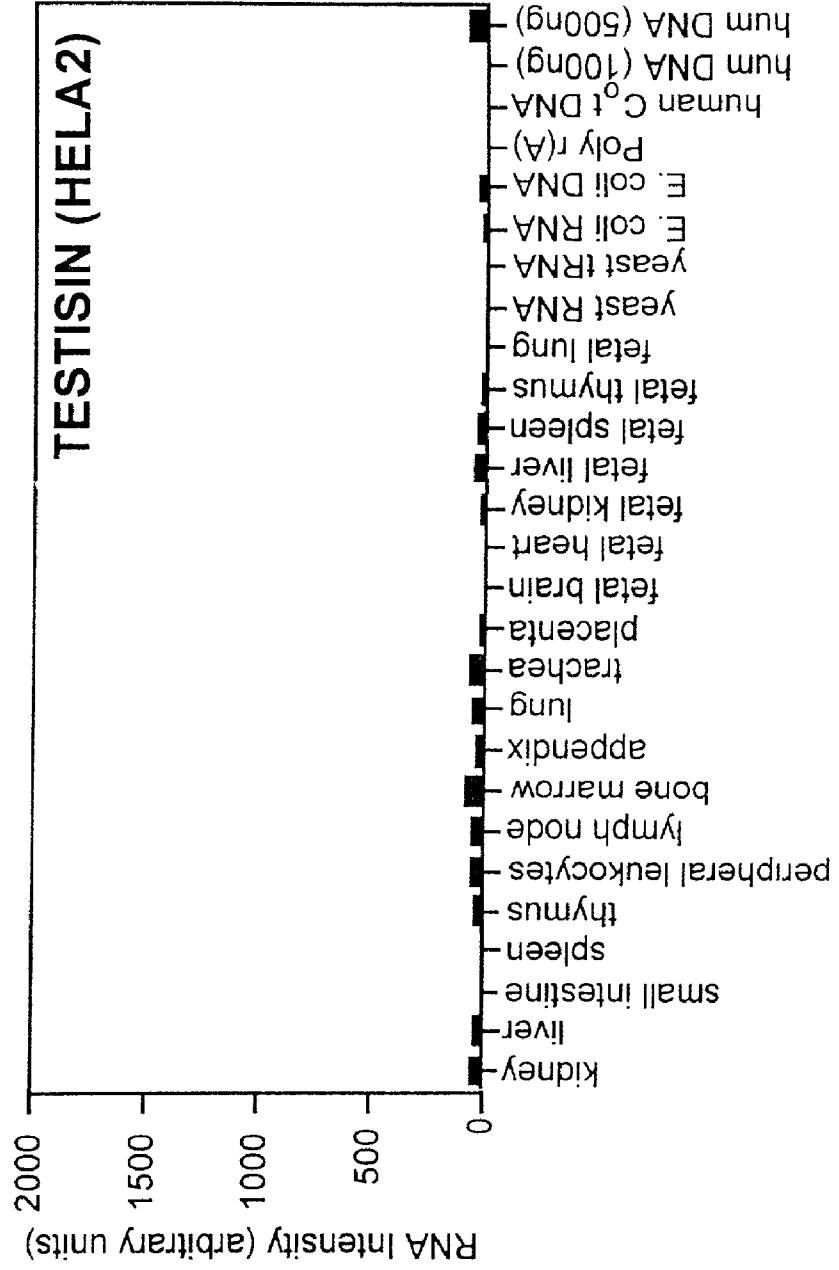 TESTISIN (HELA2)
RNA Intensity (arbitrary units)
2000
1500
1000
500
0
kidney
liver
small intestine
spleen
thymus
peripheral leukocytes
lymph node
bone marrow
appendix
lung
trachea
placenta
fetal brain
fetal heart
fetal kidney
fetal liver
fetal spleen
fetal thymus
fetal lung
yeast RNA
yeast tRNA
E. coli RNA
E. coli DNA
Poly r(A)
human C₀t DNA
hum DNA (100ng)
hum DNA (500ng)